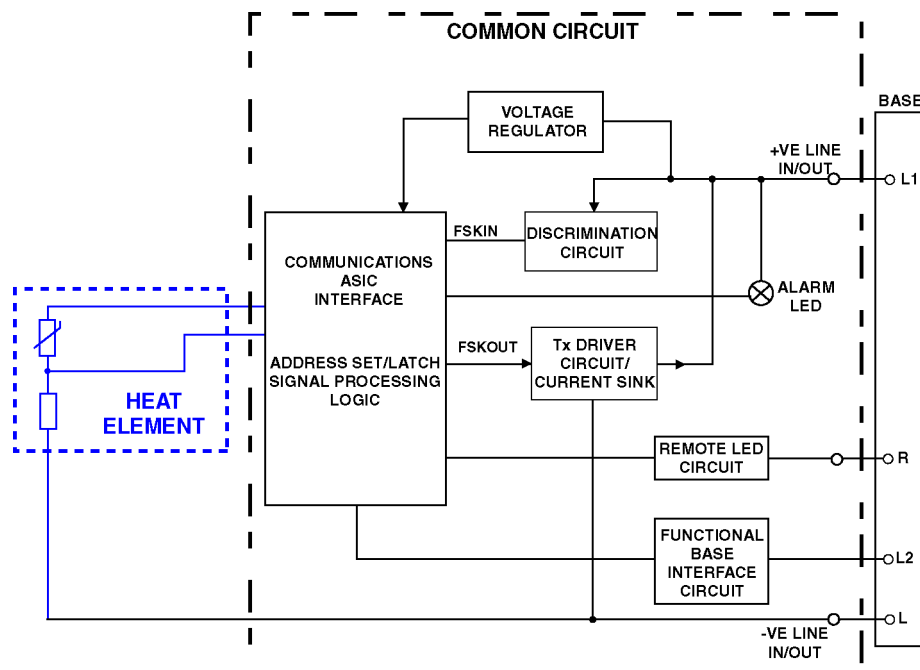 COMMON CIRCUIT
BASE
VOLTAGE
REGULATOR
+VE LINE
IN/OUT
L1
FSKIN
DISCRIMINATION
CIRCUIT
COMMUNICATIONS
ASIC
INTERFACE
ALARM
LED
FSKOUT
Tx DRIVER
CIRCUIT/
CURRENT SINK
ADDRESS SET/LATCH
SIGNAL PROCESSING
LOGIC
HEAT
ELEMENT
REMOTE LED
CIRCUIT
R
FUNCTIONAL
BASE
INTERFACE
CIRCUIT
L2
L
-VE LINE
IN/OUT